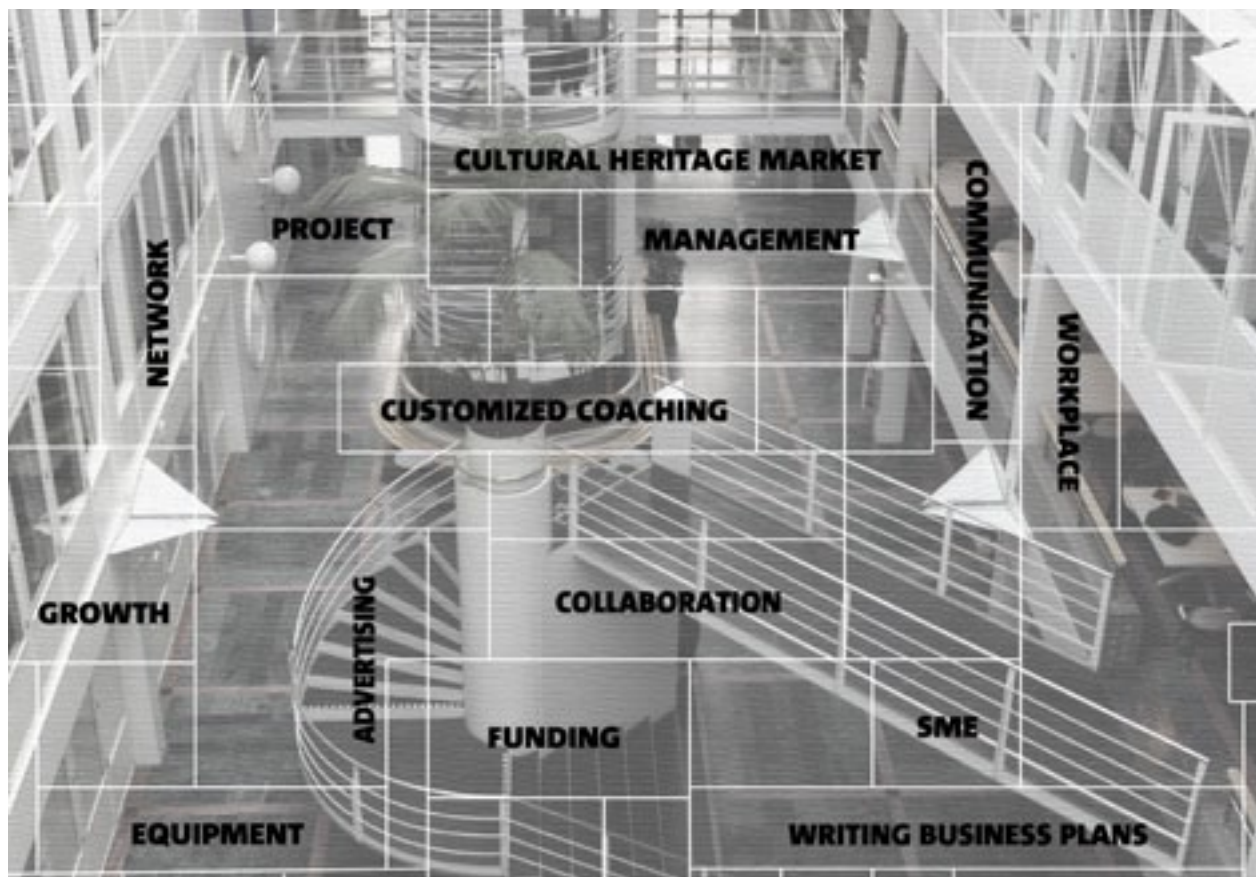 CULTURAL HERITAGE MARKET
PROJECT
MANAGEMENT
NETWORK
COMMUNICATION
WORKPLACE
CUSTOMIZED COACHING
GROWTH
ADVERTISING
COLLABORATION
FUNDING
SME
EQUIPMENT
WRITING BUSINESS PLANS